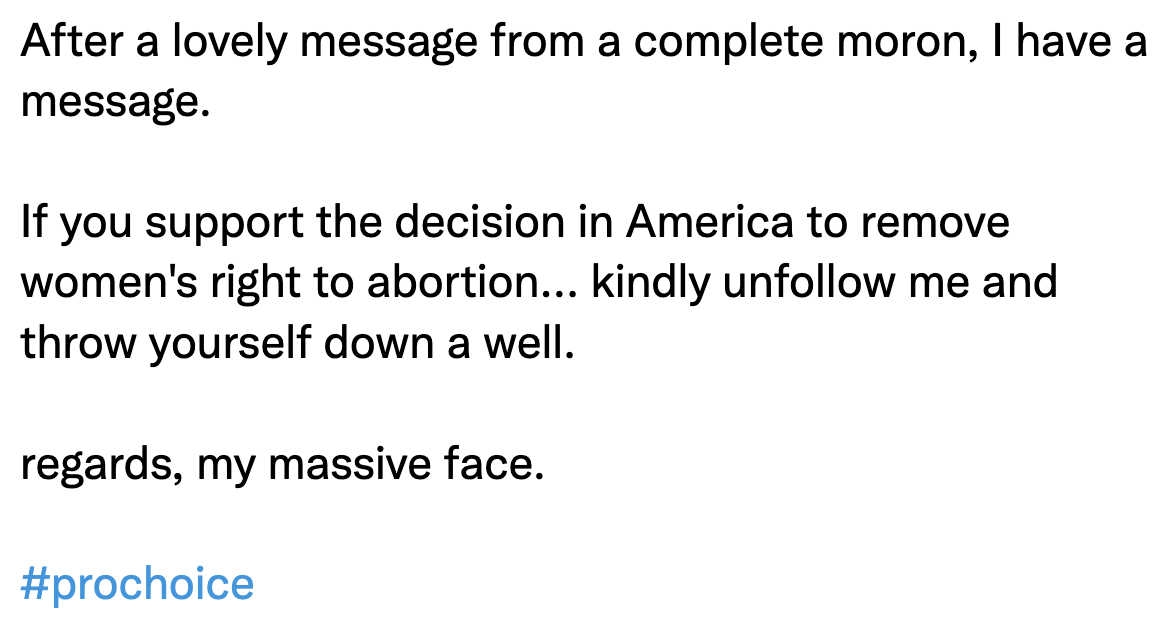 After a lovely message from a complete moron, I have a
message.
If you support the decision in America to remove
women's right to abortion... kindly unfollow me and
throw yourself down a well.
regards, my massive face.
#prochoice